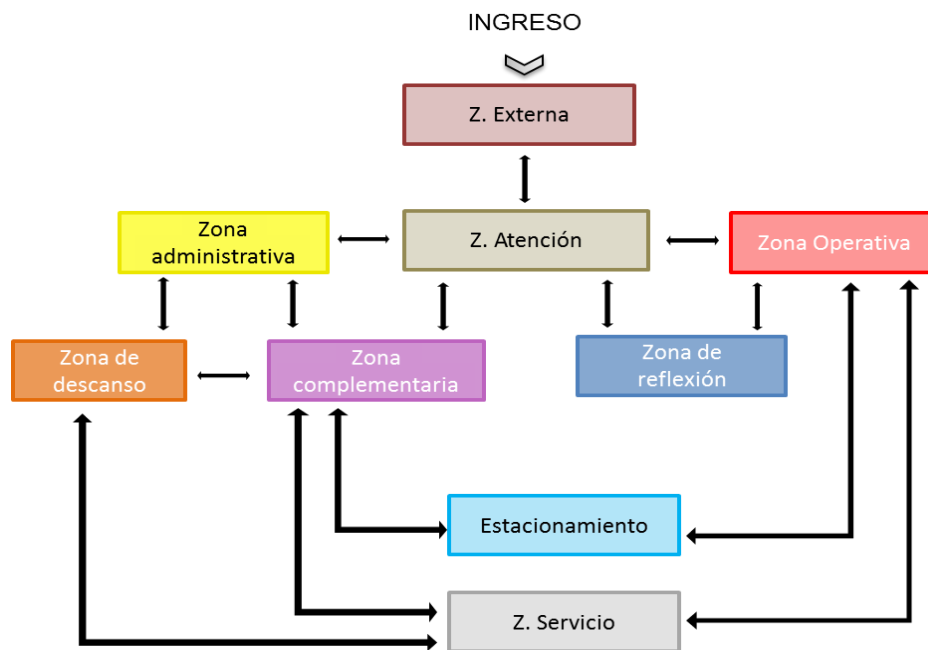 INGRESO
Z. Externa
Zona
administrativa
Z. Atención
Zona Operativa
Zona de
descanso
Zona
complementaria
Zona de
reflexión
Estacionamiento
Z. Servicio